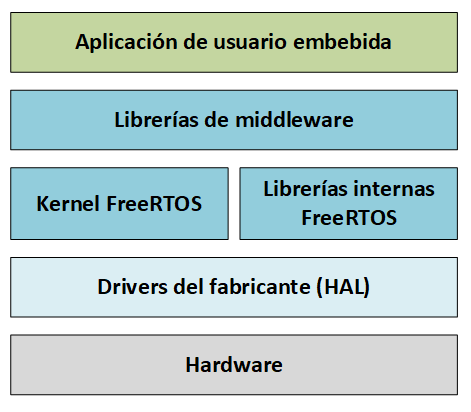 Aplicación de usuario embebida
Librerías de middleware
Kernel FreeRTOS
Librerías internas
FreeRTOS
Drivers del fabricante (HAL)
Hardware